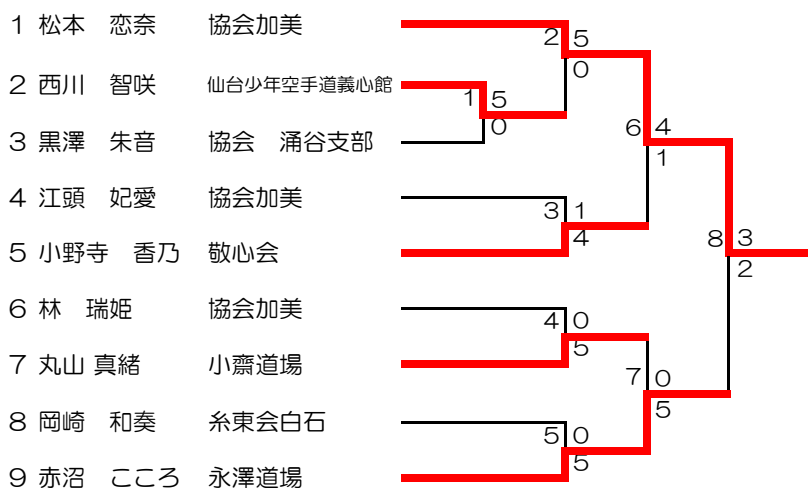 1 松本　恋奈　協会加美
2 西川　智咲　仙台少年空手道義心館
3 黒澤　朱音　協会　涌谷支部
4 江頭　妃愛　協会加美
5 小野寺　香乃　敬心会
6 林　瑞姫　協会加美
7 丸山 真緒　小齋道場
8 岡崎　和奏　糸東会白石
9 赤沼　こころ　永澤道場
2 5
0
1 5
0
6 4
1
3 1
4
8 3
2
4 0
5
7 0
5
5 0
5